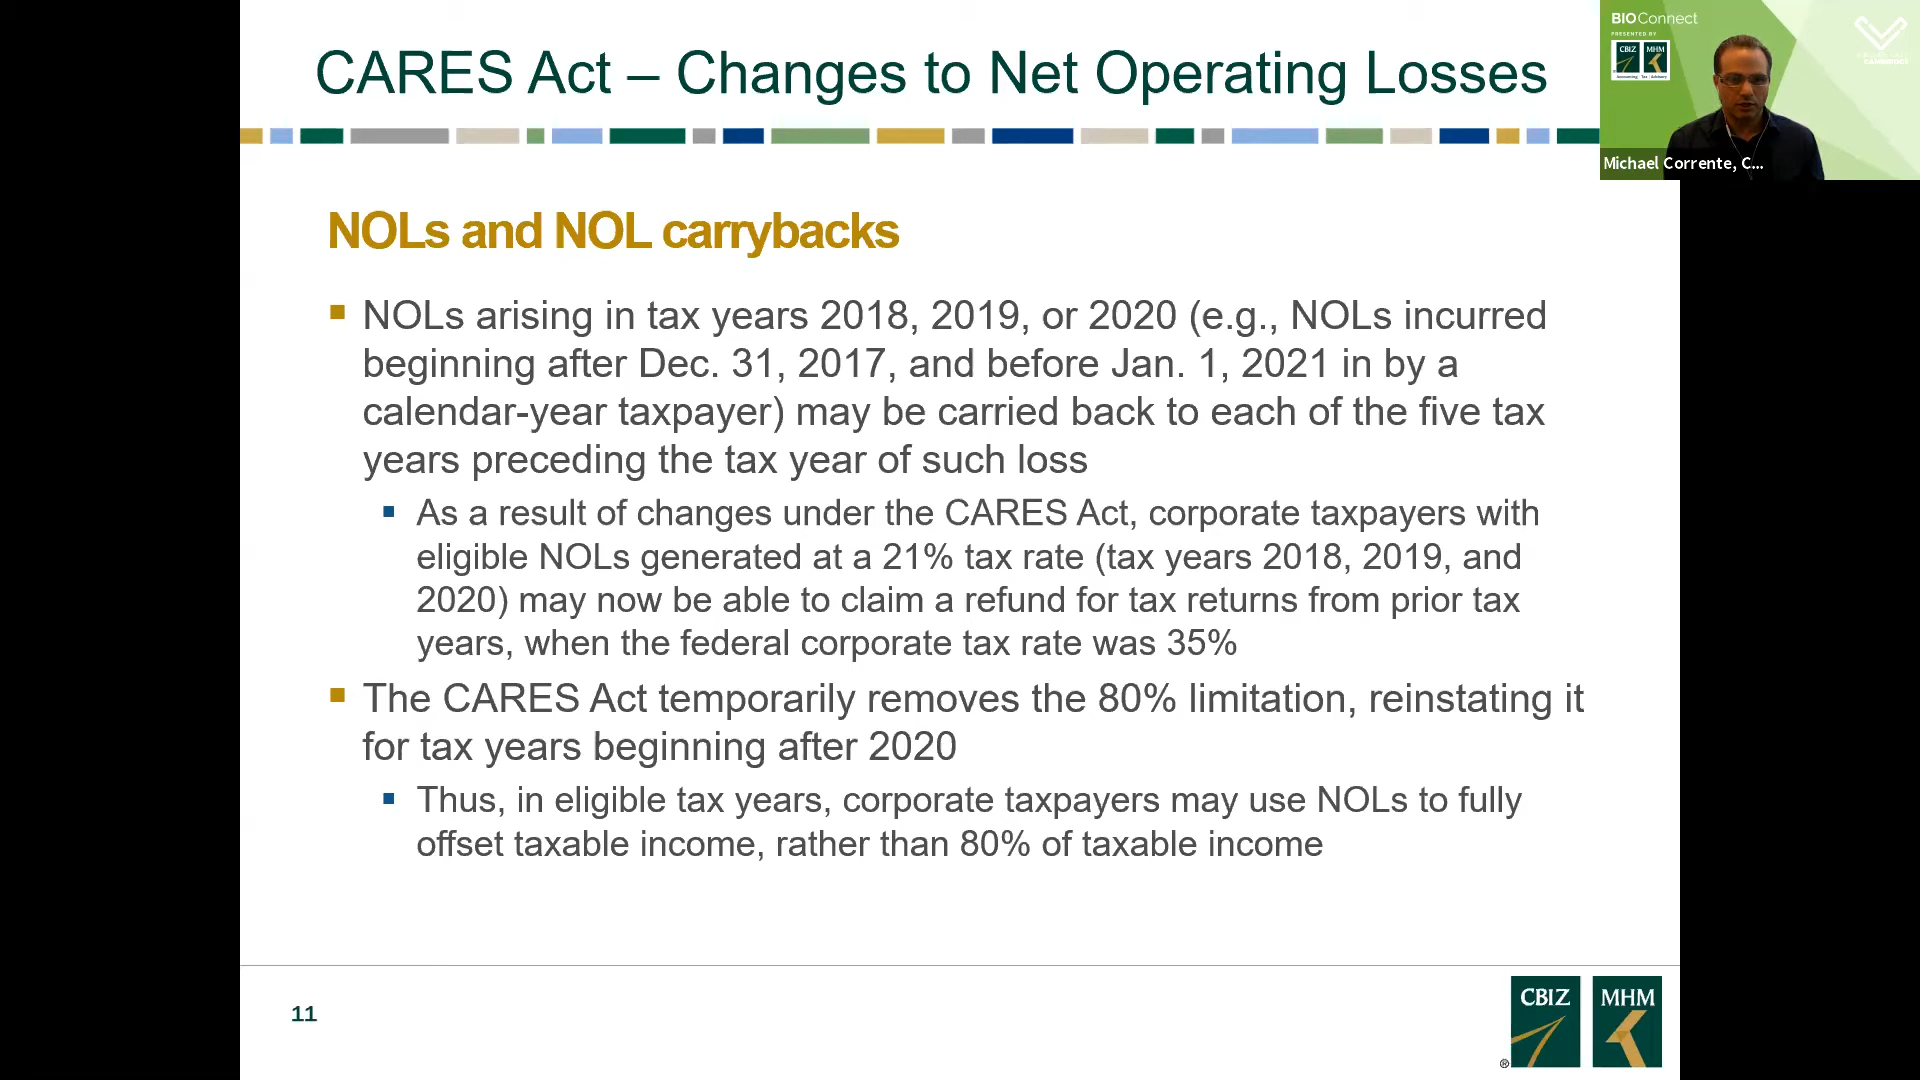 CARES Act – Changes to Net Operating Losses
BIOConnect
PRESENTED BY
CBIZ MHM
Accounting | Tax | Advisory
CAMBRIDGE
Michael Corrente, C...
NOLs and NOL carrybacks
NOLs arising in tax years 2018, 2019, or 2020 (e.g., NOLs incurred
beginning after Dec. 31, 2017, and before Jan. 1, 2021 in by a
calendar-year taxpayer) may be carried back to each of the five tax
years preceding the tax year of such loss
As a result of changes under the CARES Act, corporate taxpayers with
eligible NOLs generated at a 21% tax rate (tax years 2018, 2019, and
2020) may now be able to claim a refund for tax returns from prior tax
years, when the federal corporate tax rate was 35%
The CARES Act temporarily removes the 80% limitation, reinstating it
for tax years beginning after 2020
Thus, in eligible tax years, corporate taxpayers may use NOLs to fully
offset taxable income, rather than 80% of taxable income
11
CBIZ MHM
®